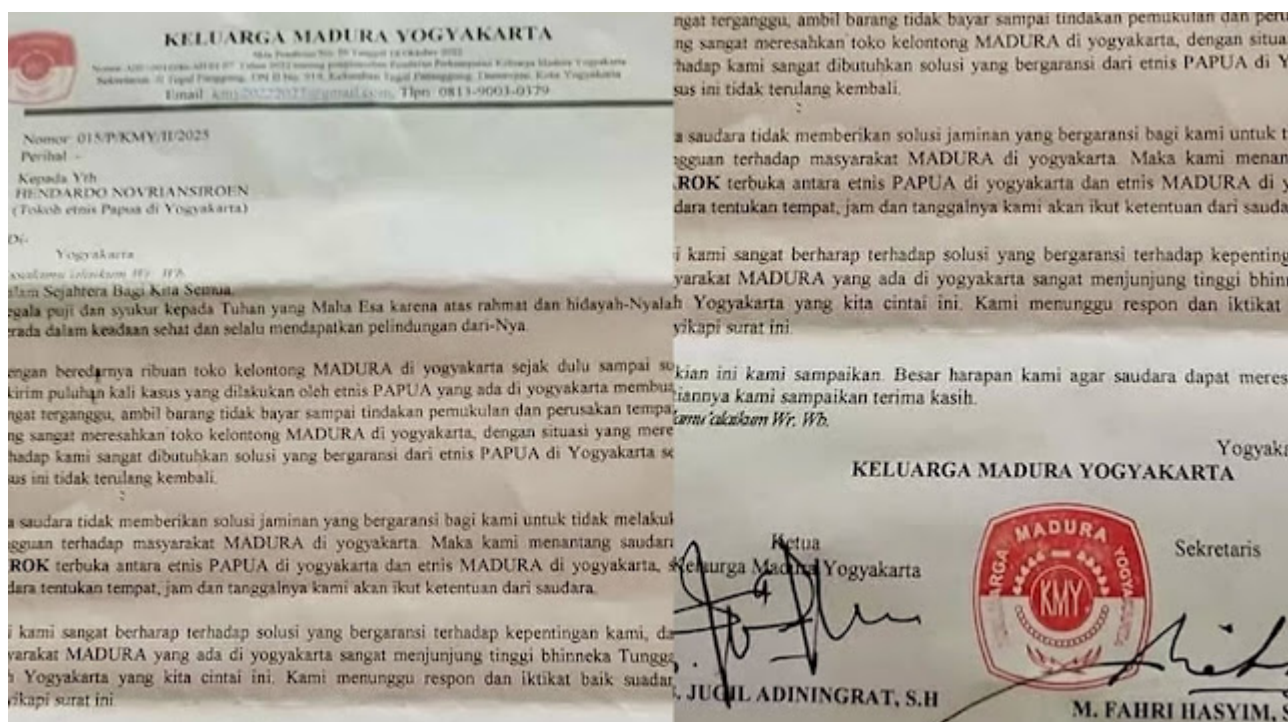 KELUARGA MADURA YOGYAKARTA
Email: kmy20222027@gmail.com, Tlpn: 0813-9003-0379
Nomor: 015/P/KMY/II/2025
Perihal -
Kepada Yth
HENDARDO NOVRIANSIROEN
(Tokoh etnis Papua di Yogyakarta)
Di-
Yogyakarta
Wr. Wb
alam Sejahtera Bagi Kita Semua.
egala puji dan syukur kepada Tuhan yang Maha Esa karena atas rahmat dan hidayah-Nyalah
erada dalam keadaan sehat dan selalu mendapatkan pelindungan dari-Nya.
engan beredarnya ribuan toko kelontong MADURA di yogyakarta sejak dulu sampai
kirim puluhan kali kasus yang dilakukan oleh etnis PAPUA yang ada di yogyakarta membua
ngat terganggu, ambil barang tidak bayar sampai tindakan pemukulan dan perusakan tempa
ng sangat meresahkan toko kelontong MADURA di yogyakarta, dengan situasi yang mere
hadap kami sangat dibutuhkan solusi yang bergaransi dari etnis PAPUA di Yogyakarta se
sus ini tidak terulang kembali.
a saudara tidak memberikan solusi jaminan yang bergaransi bagi kami untuk tidak melakuk
gguan terhadap masyarakat MADURA di yogyakarta. Maka kami menantang saudara
ROK terbuka antara etnis PAPUA di yogyakarta dan etnis MADURA di yogyakarta, s
dara tentukan tempat, jam dan tanggalnya kami akan ikut ketentuan dari saudara.
i kami sangat berharap terhadap solusi yang bergaransi terhadap kepentingan kami, da
yarakat MADURA yang ada di yogyakarta sangat menjunjung tinggi bhinneka Tungga
h Yogyakarta yang kita cintai ini. Kami menunggu respon dan iktikat baik suadar
yikapi surat ini.
ngat terganggu, ambil barang tidak bayar sampai tindakan pemukulan dan peru
ng sangat meresahkan toko kelontong MADURA di yogyakarta, dengan situa
hadap kami sangat dibutuhkan solusi yang bergaransi dari etnis PAPUA di Y
sus ini tidak terulang kembali.
a saudara tidak memberikan solusi jaminan yang bergaransi bagi kami untuk t
gguan terhadap masyarakat MADURA di yogyakarta. Maka kami menan
ROK terbuka antara etnis PAPUA di yogyakarta dan etnis MADURA di y
dara tentukan tempat, jam dan tanggalnya kami akan ikut ketentuan dari sauda
i kami sangat berharap terhadap solusi yang bergaransi terhadap kepenting
yarakat MADURA yang ada di yogyakarta sangat menjunjung tinggi bhinn
h Yogyakarta yang kita cintai ini. Kami menunggu respon dan iktikat
yikapi surat ini.
kian ini kami sampaikan. Besar harapan kami agar saudara dapat meres
tiannya kami sampaikan terima kasih.
Wr. Wb.
Yogyaka
KELUARGA MADURA YOGYAKARTA
Ketua
Keluarga Madura Yogyakarta
Sekretaris
MADURA
KMY
JUGIL ADININGRAT, S.H
M. FAHRI HASYIM, S